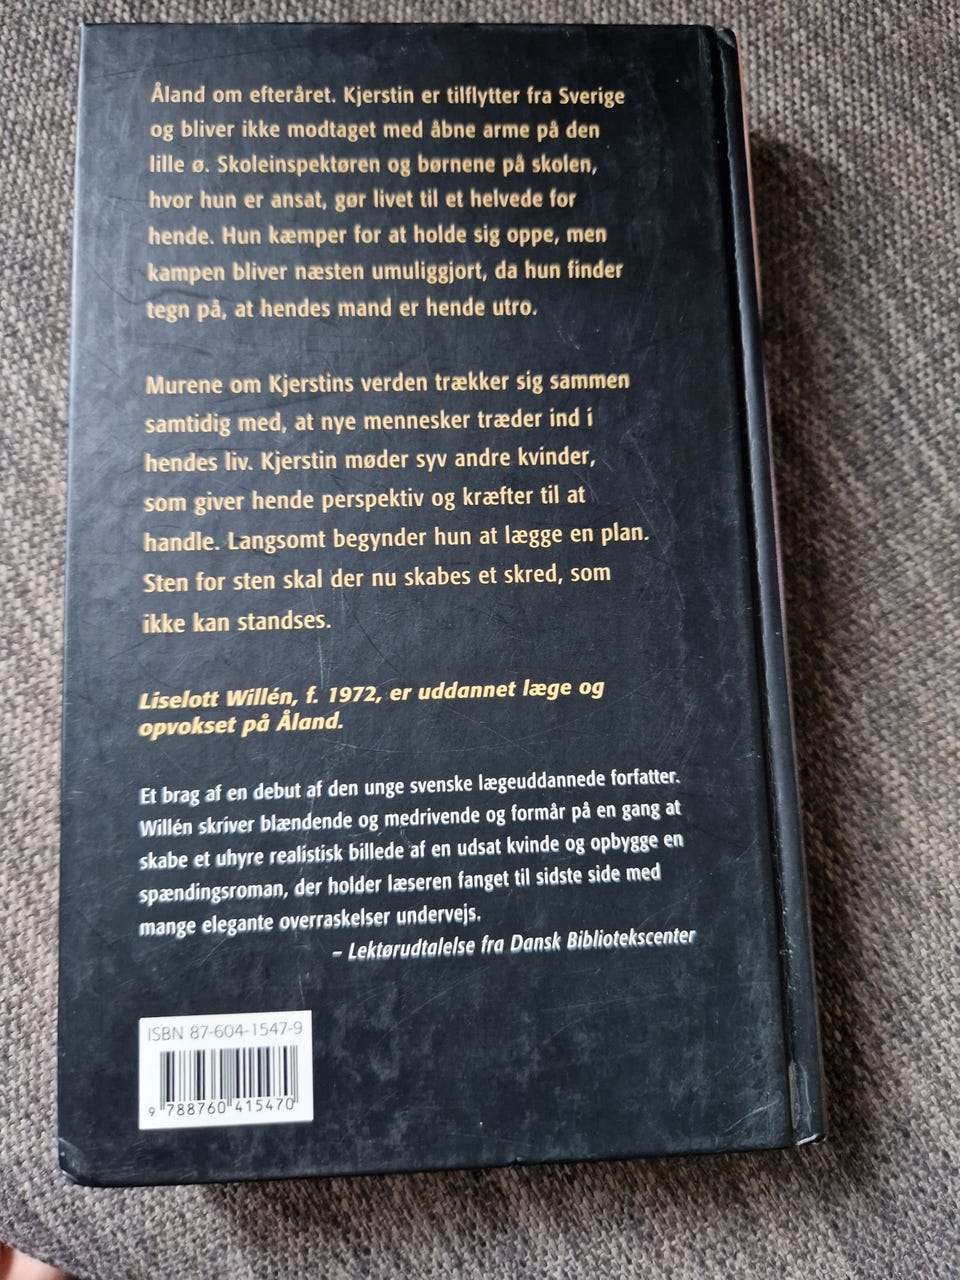 Åland om efteråret. Kjerstin er tilflytter fra Sverige
og bliver ikke modtaget med åbne arme på den
lille ø. Skoleinspektøren og børnene på skolen,
hvor hun er ansat, gør livet til et helvede for
hende. Hun kæmper for at holde sig oppe, men
kampen bliver næsten umuliggjort, da hun finder
tegn på, at hendes mand er hende utro.
Murene om Kjerstins verden trækker sig sammen
samtidig med, at nye mennesker træder ind i
hendes liv. Kjerstin møder syv andre kvinder,
som giver hende perspektiv og kræfter til at
handle. Langsomt begynder hun at lægge en plan.
Sten for sten skal der nu skabes et skred, som
ikke kan standses.
Liselott Willén, f. 1972, er uddannet læge og
opvokset på Åland.
Et brag af en debut af den unge svenske lægeuddannede forfatter.
Willén skriver blændende og medrivende og formår på en gang at
skabe et uhyre realistisk billede af en udsat kvinde og opbygge en
spændingsroman, der holder læseren fanget til sidste side med
mange elegante overraskelser undervejs.
– Lektørudtalelse fra Dansk Bibliotekscenter
ISBN 87-604-1547-9
9 788760 415470